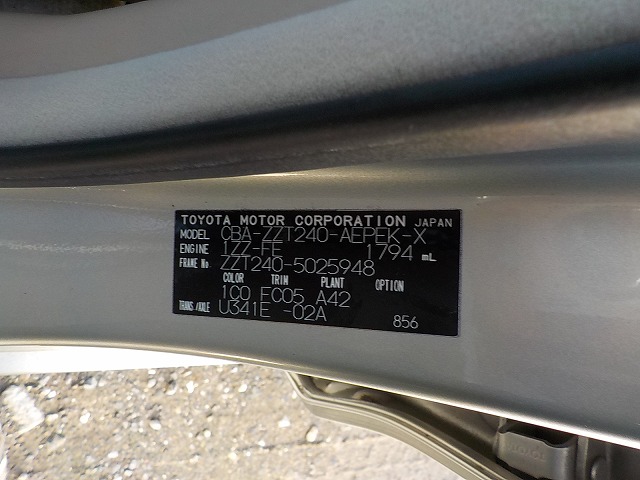 TOYOTA MOTOR CORPORATION JAPAN
MODEL CBA-ZZT240-AEPEK-X
ENGINE 1ZZ-FE 1794 mL
FRAME No. ZZT240-5025948
COLOR TRIM PLANT OPTION
1C0 FC05 A42
TRANS./AXLE U341E -02A
856